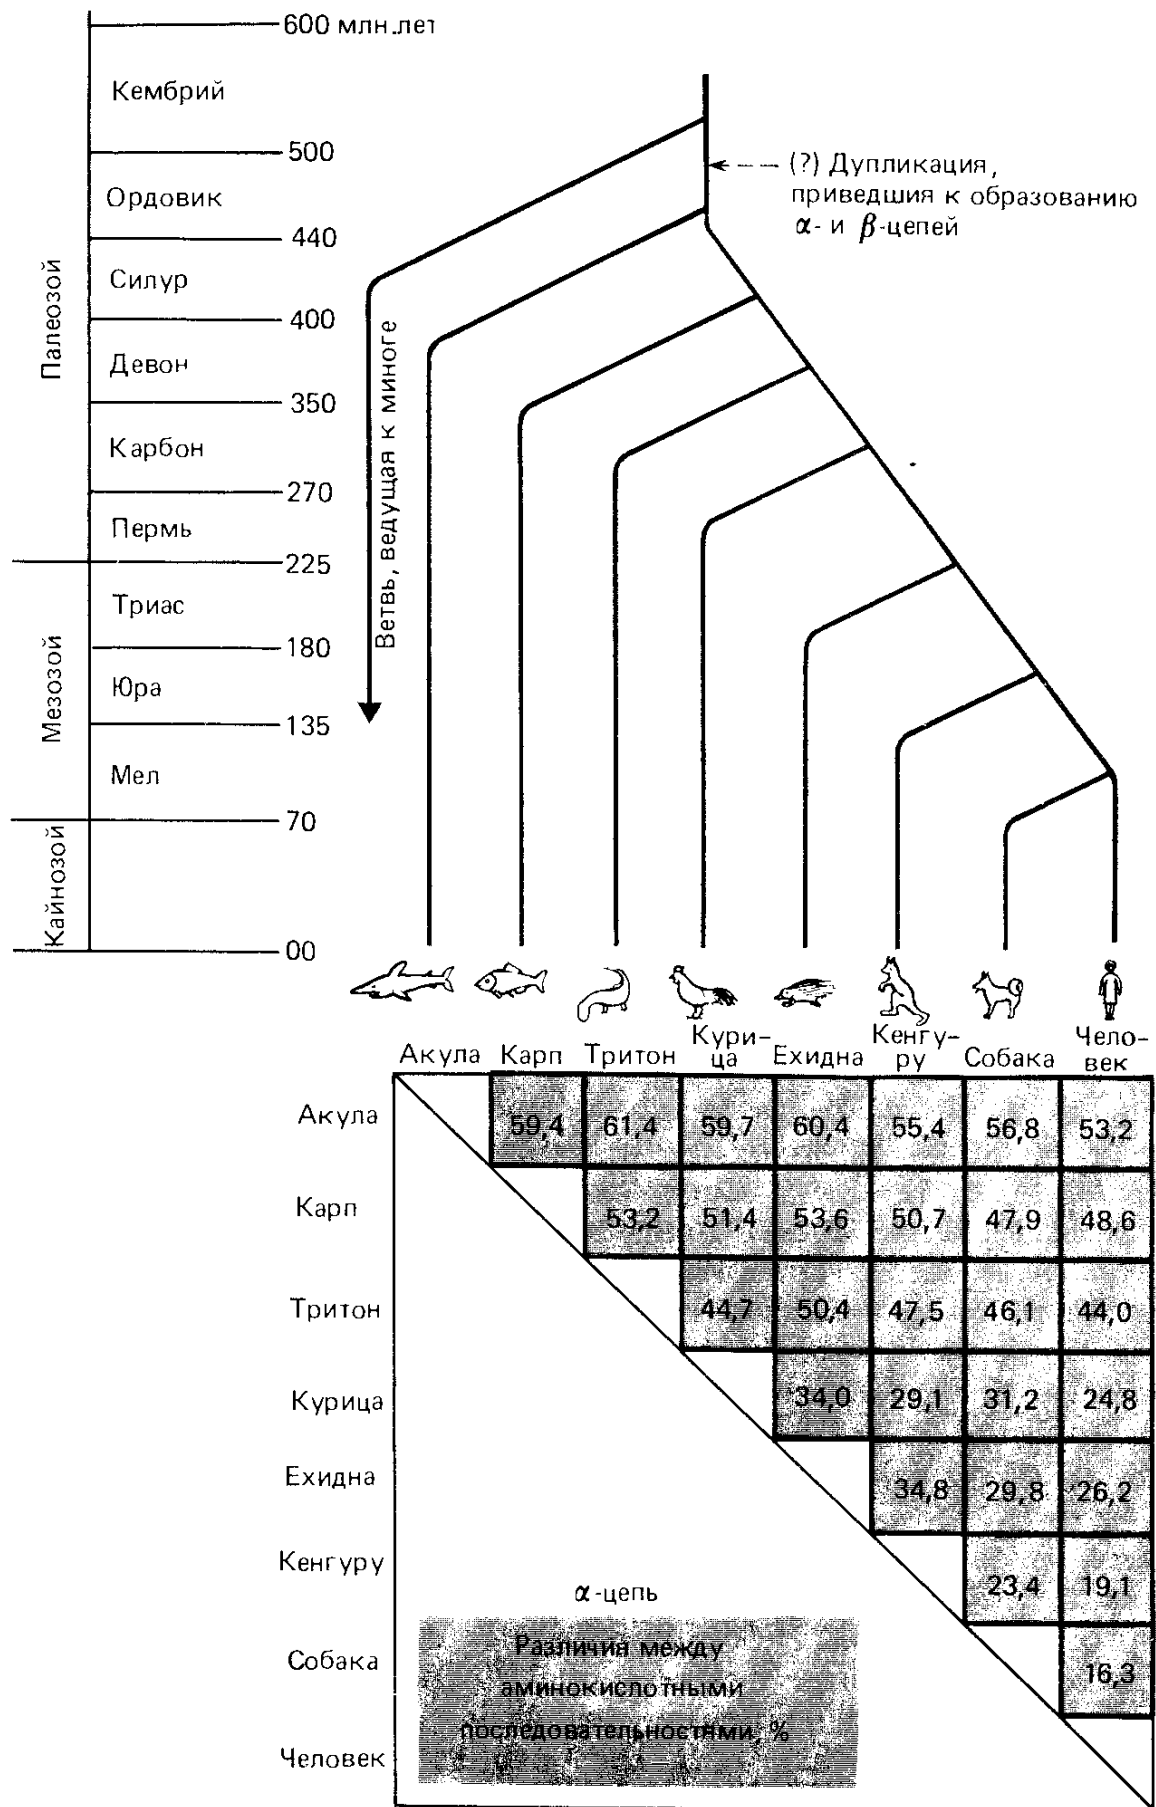 600 млн.лет
Кембрий
500
(?) Дупликация,
приведшия к образованию
α- и β-цепей
Ордовик
440
Силур
400
Палеозой
Девон
350
Карбон
270
Пермь
225
Ветвь, ведущая к миноге
Триас
180
Мезозой
Юра
135
Мел
70
Кайнозой
00
Акула Карп Тритон Кури- ца Ехидна Кенгу- ру Собака Чело- век
Акула 59,4 61,4 59,7 60,4 55,4 56,8 53,2
Карп 53,2 51,4 53,6 50,7 47,9 48,6
Тритон 44,7 50,4 47,5 46,1 44,0
Курица 34,0 29,1 31,2 24,8
Ехидна 34,8 29,8 26,2
Кенгуру 23,4 19,1
Собака 16,3
Человек
α-цепь
Различия между
аминокислотными
последовательностями, %